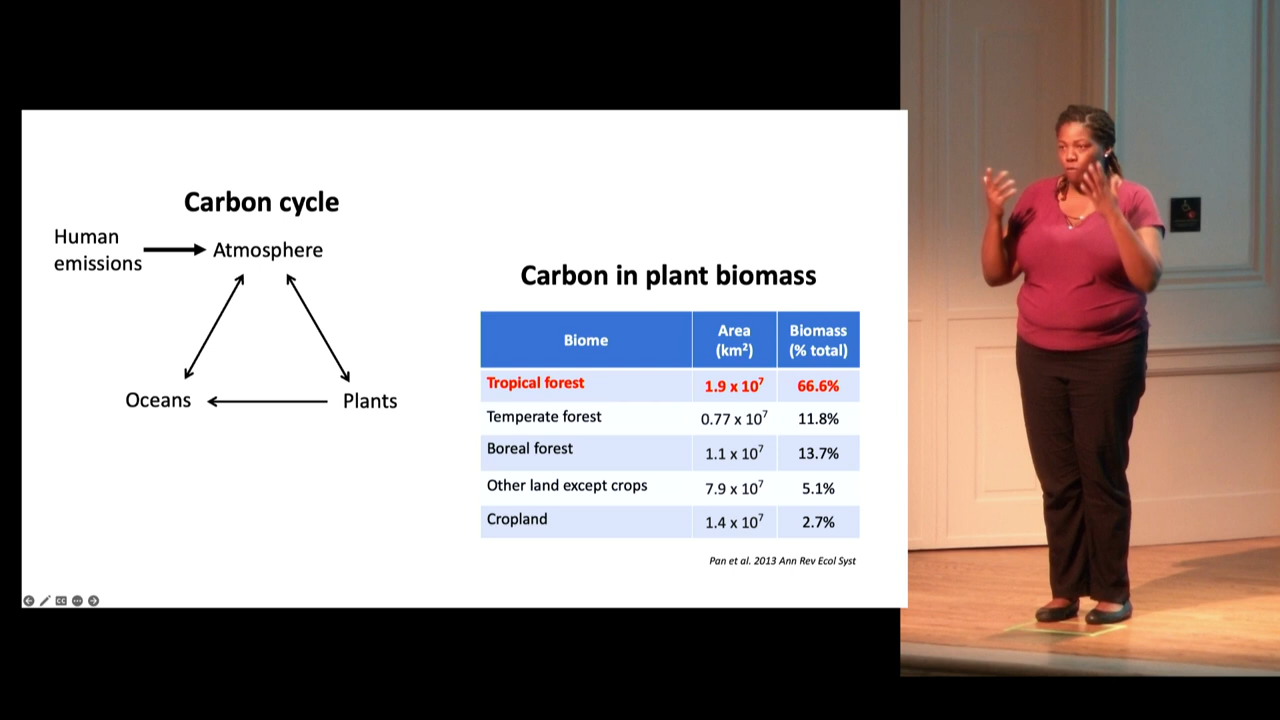 Carbon cycle
Human
emissions
Atmosphere
Oceans
Plants
Carbon in plant biomass
Biome
Area
(km²)
Biomass
(% total)
Tropical forest
1.9 x 10⁷
66.6%
Temperate forest
0.77 x 10⁷
11.8%
Boreal forest
1.1 x 10⁷
13.7%
Other land except crops
7.9 x 10⁷
5.1%
Cropland
1.4 x 10⁷
2.7%
Pan et al. 2013 Ann Rev Ecol Syst
CC